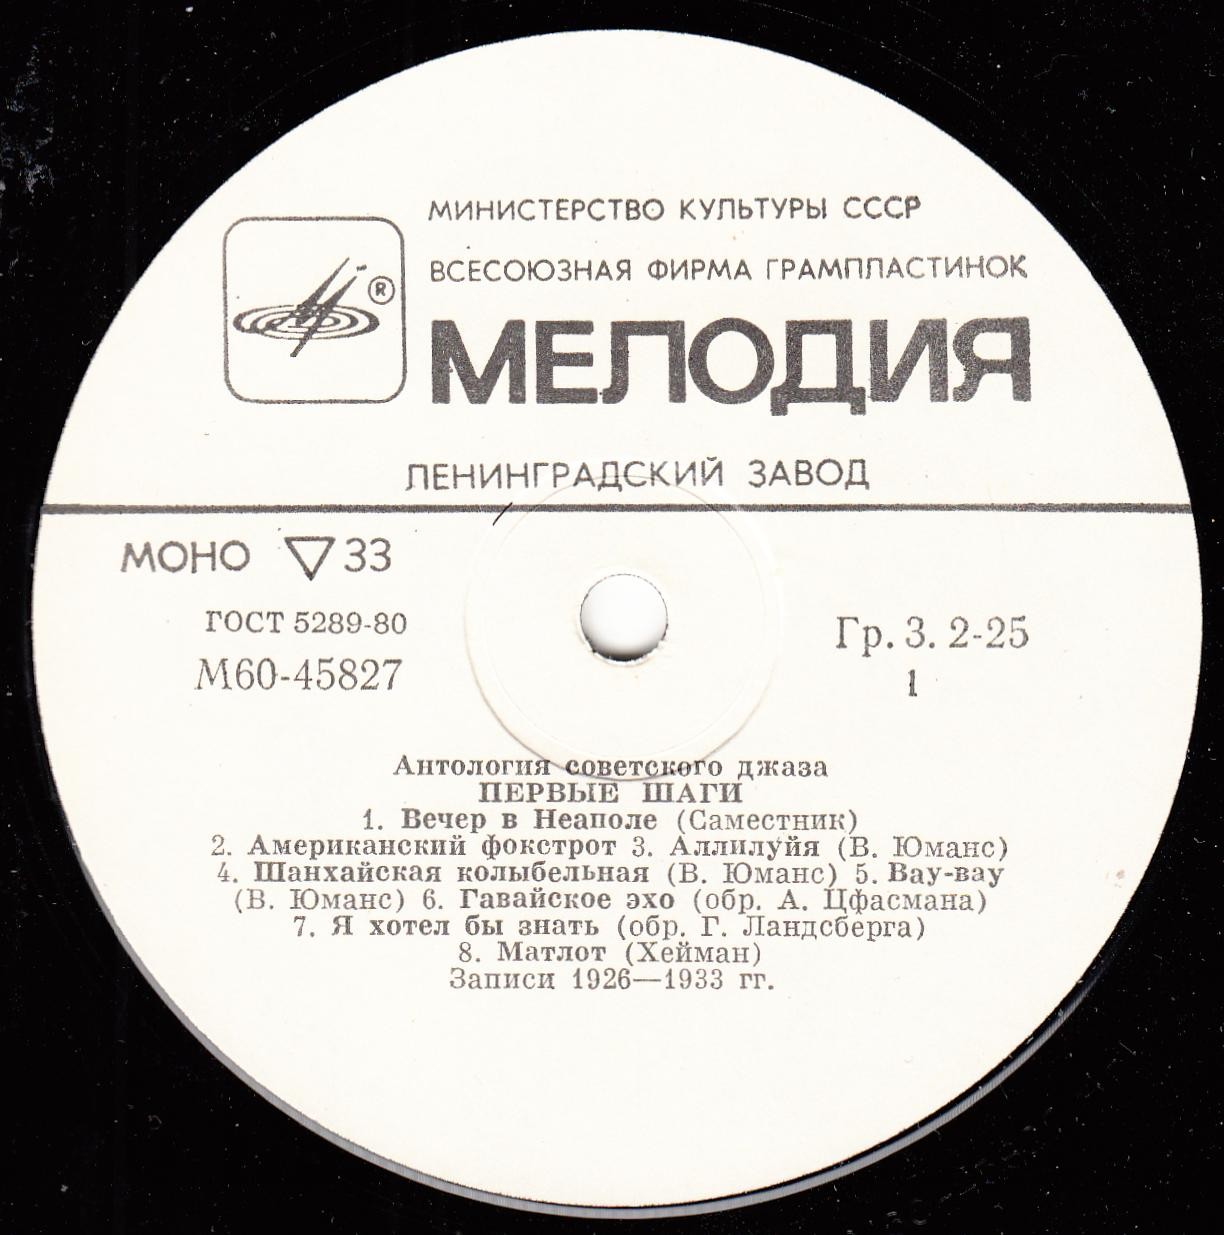 МИНИСТЕРСТВО КУЛЬТУРЫ СССР
ВСЕСОЮЗНАЯ ФИРМА ГРАМПЛАСТИНОК
®
МЕЛОДИЯ
ЛЕНИНГРАДСКИЙ ЗАВОД
МОНО ▽ 33
ГОСТ 5289-80
М60-45827
Гр. 3. 2-25
1
Антология советского джаза
ПЕРВЫЕ ШАГИ
1. Вечер в Неаполе (Саместник)
2. Американский фокстрот 3. Аллилуйя (В. Юманс)
4. Шанхайская колыбельная (В. Юманс) 5. Вау-вау
(В. Юманс) 6. Гавайское эхо (обр. А. Цфасмана)
7. Я хотел бы знать (обр. Г. Ландсберга)
8. Матлот (Хейман)
Записи 1926—1933 гг.